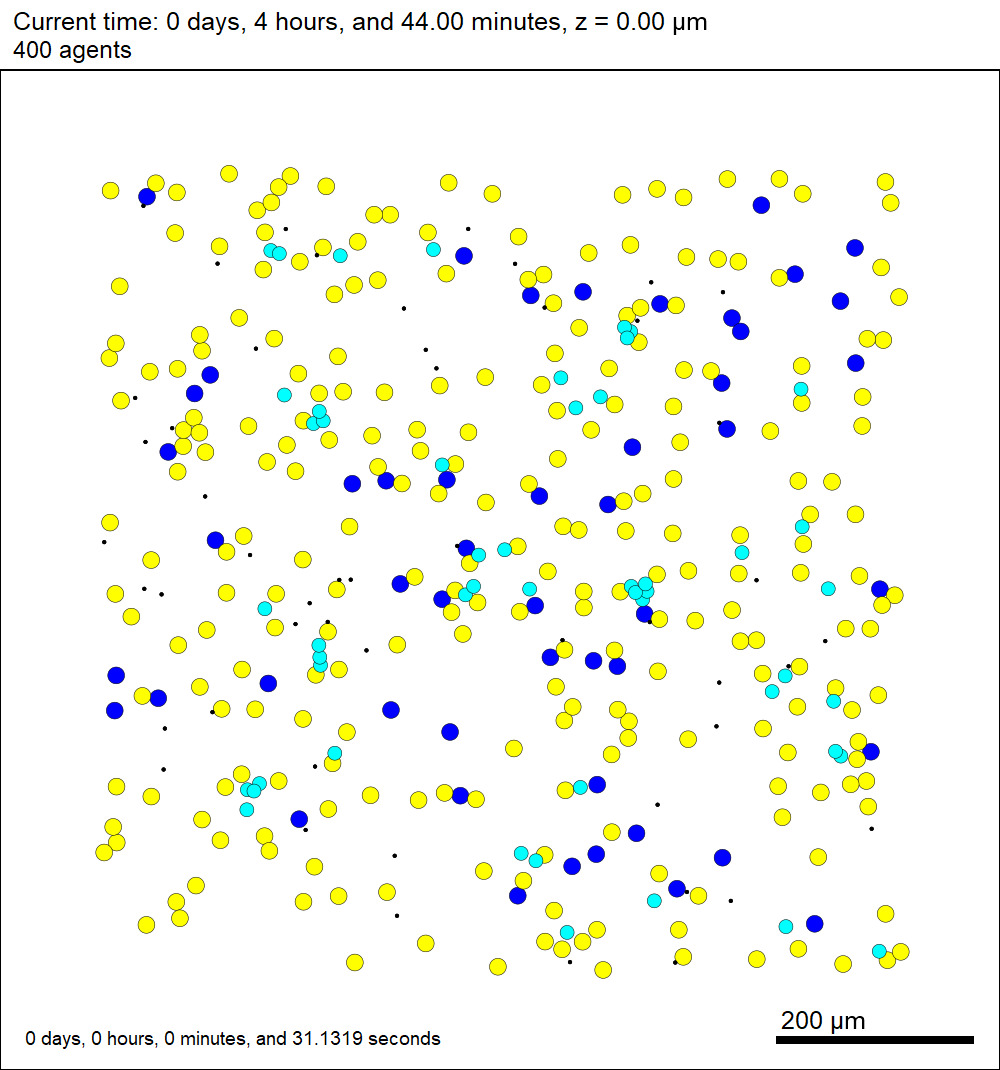 Current time: 0 days, 4 hours, and 44.00 minutes, z = 0.00 μm
400 agents
200 μm
0 days, 0 hours, 0 minutes, and 31.1319 seconds